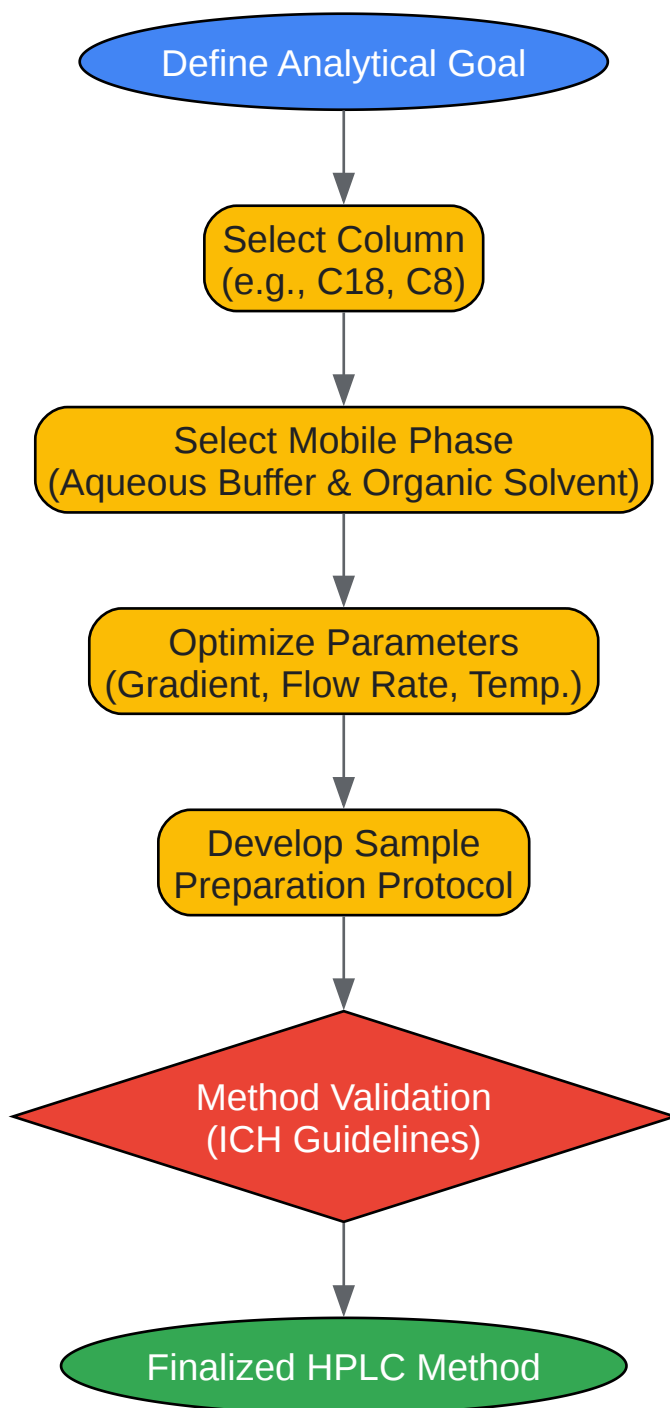 Define Analytical Goal
Select Column
(e.g., C18, C8)
Select Mobile Phase
(Aqueous Buffer & Organic Solvent)
Optimize Parameters
(Gradient, Flow Rate, Temp.)
Develop Sample
Preparation Protocol
Method Validation
(ICH Guidelines)
Finalized HPLC Method